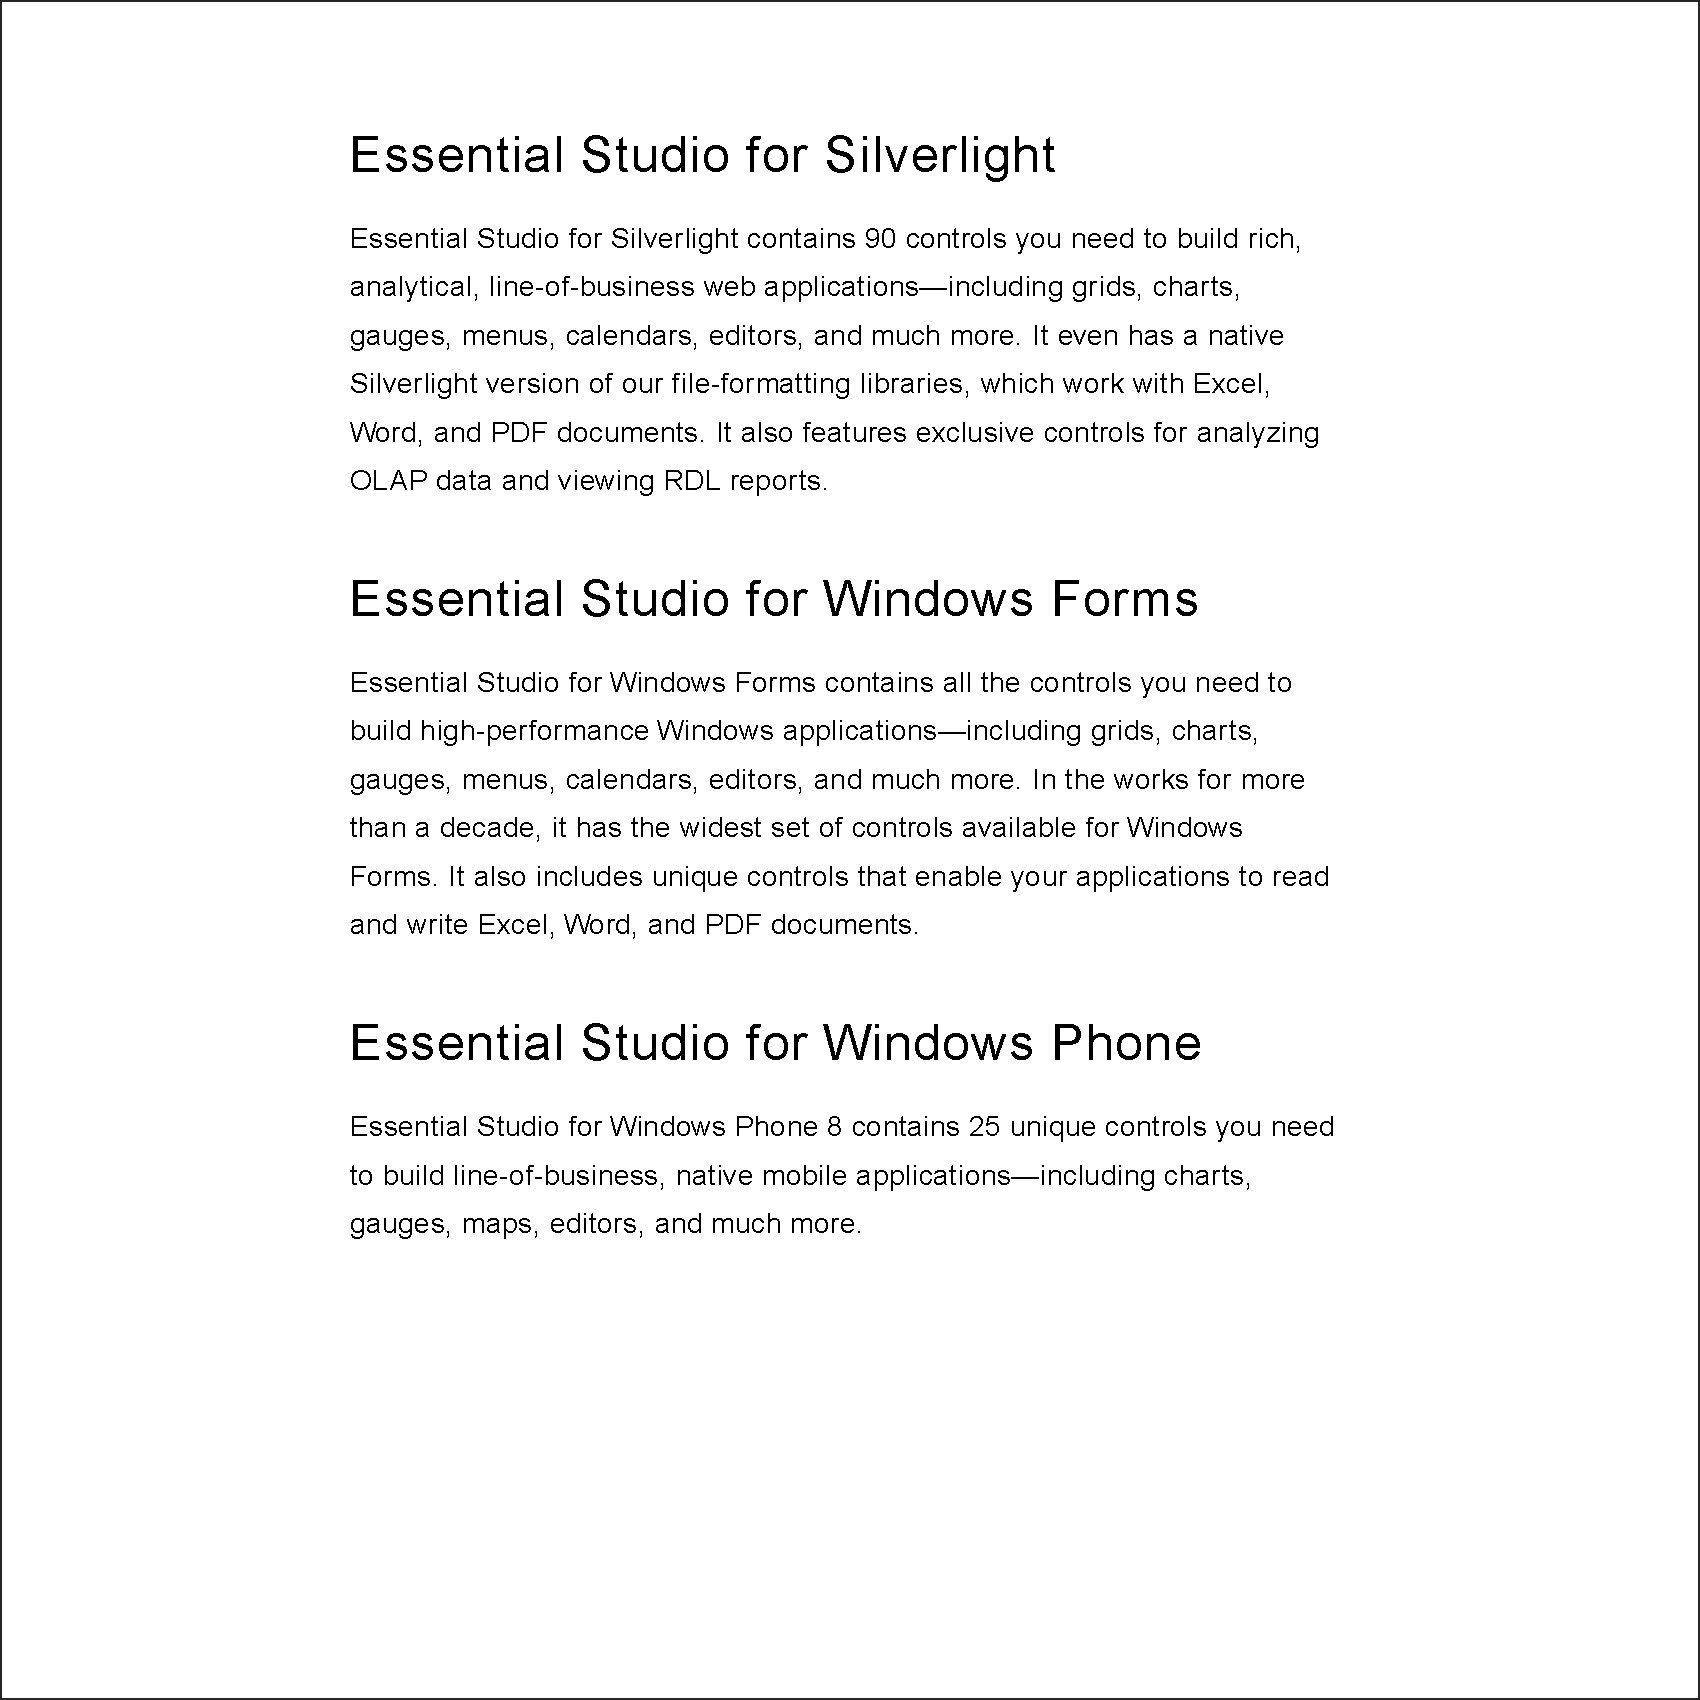 Essential Studio for Silverlight
Essential Studio for Silverlight contains 90 controls you need to build rich,
analytical, line-of-business web applications—including grids, charts,
gauges, menus, calendars, editors, and much more. It even has a native
Silverlight version of our file-formatting libraries, which work with Excel,
Word, and PDF documents. It also features exclusive controls for analyzing
OLAP data and viewing RDL reports.
Essential Studio for Windows Forms
Essential Studio for Windows Forms contains all the controls you need to
build high-performance Windows applications—including grids, charts,
gauges, menus, calendars, editors, and much more. In the works for more
than a decade, it has the widest set of controls available for Windows
Forms. It also includes unique controls that enable your applications to read
and write Excel, Word, and PDF documents.
Essential Studio for Windows Phone
Essential Studio for Windows Phone 8 contains 25 unique controls you need
to build line-of-business, native mobile applications—including charts,
gauges, maps, editors, and much more.